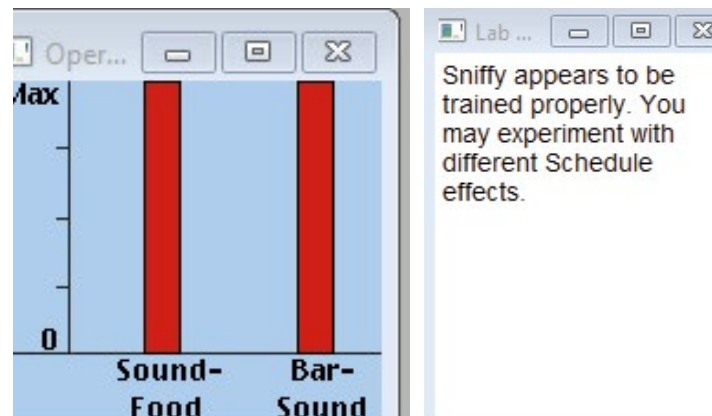 Oper...
Max
0
Sound-
Food
Bar-
Sound
Lab ...
Sniffy appears to be
trained properly. You
may experiment with
different Schedule
effects.